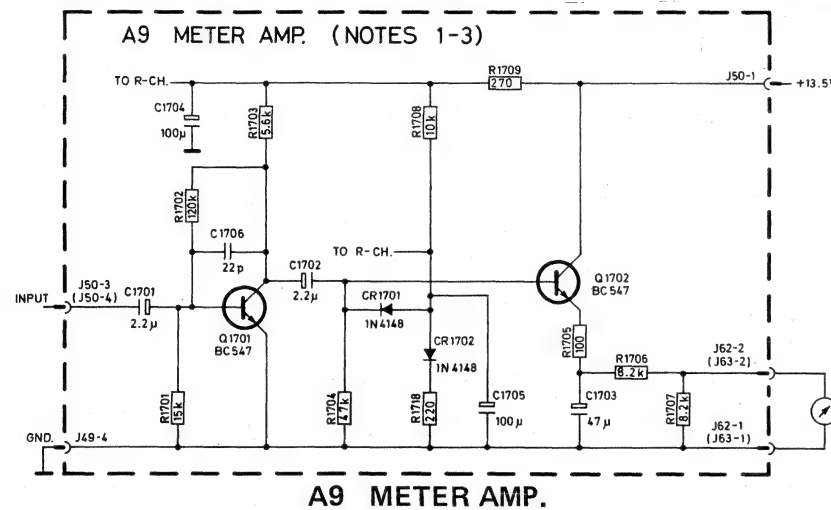 A9 METER AMP. (NOTES 1-3)
TO R-CH.
R1709
270
J50-1
+13.5V
C1704
100µ
R1703
5.6k
R1708
10k
R1702
120k
C1706
22p
TO R-CH.
C1702
2.2µ
Q1702
BC547
J50-3
(J50-4)
C1701
2.2µ
INPUT
CR1701
1N4148
Q1701
BC547
CR1702
1N4148
R1705
100
R1706
8.2k
J62-2
(J63-2)
R1701
15k
R1704
47k
R1718
220
C1705
100µ
C1703
47µ
R1707
8.2k
J62-1
(J63-1)
GND.
J49-4
A9 METER AMP.